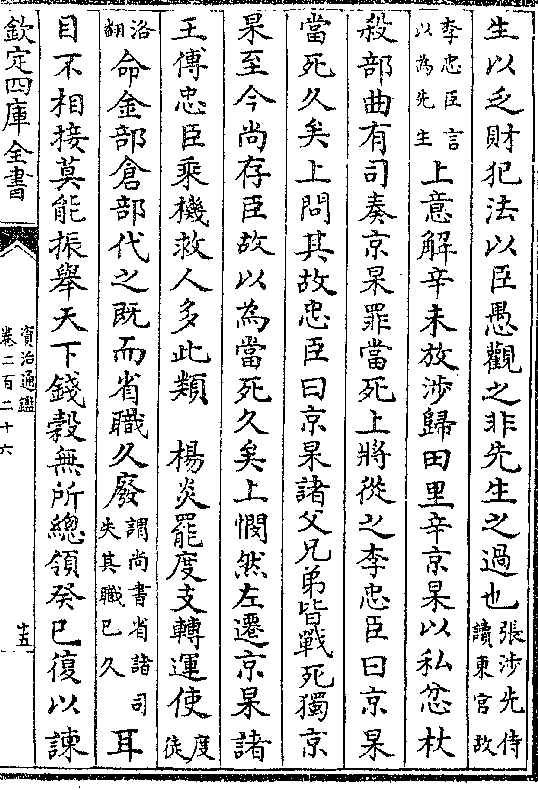 生以乏財犯法以臣愚觀之非先生之過也張涉先侍讀東宮故
李忠臣言以為先生上意解辛未放涉歸田里辛京杲以私忿杖
殺部曲有司奏京杲罪當死上將從之李忠臣曰京杲
當死久矣上問其故忠臣曰京杲諸父兄弟皆戰死獨京
杲至今尚存臣故以為當死久矣上憫然左遷京杲諸
王傅忠臣乘機救人多此類 楊炎罷度支轉運使度徒
洛翻命金部倉部代之既而省職久廢謂尚書省諸司失其職已久耳
目不相接莫能振舉天下錢穀無所總領癸巳復以諫
欽定四庫全書
資治通鑑
卷二百二十六
十五